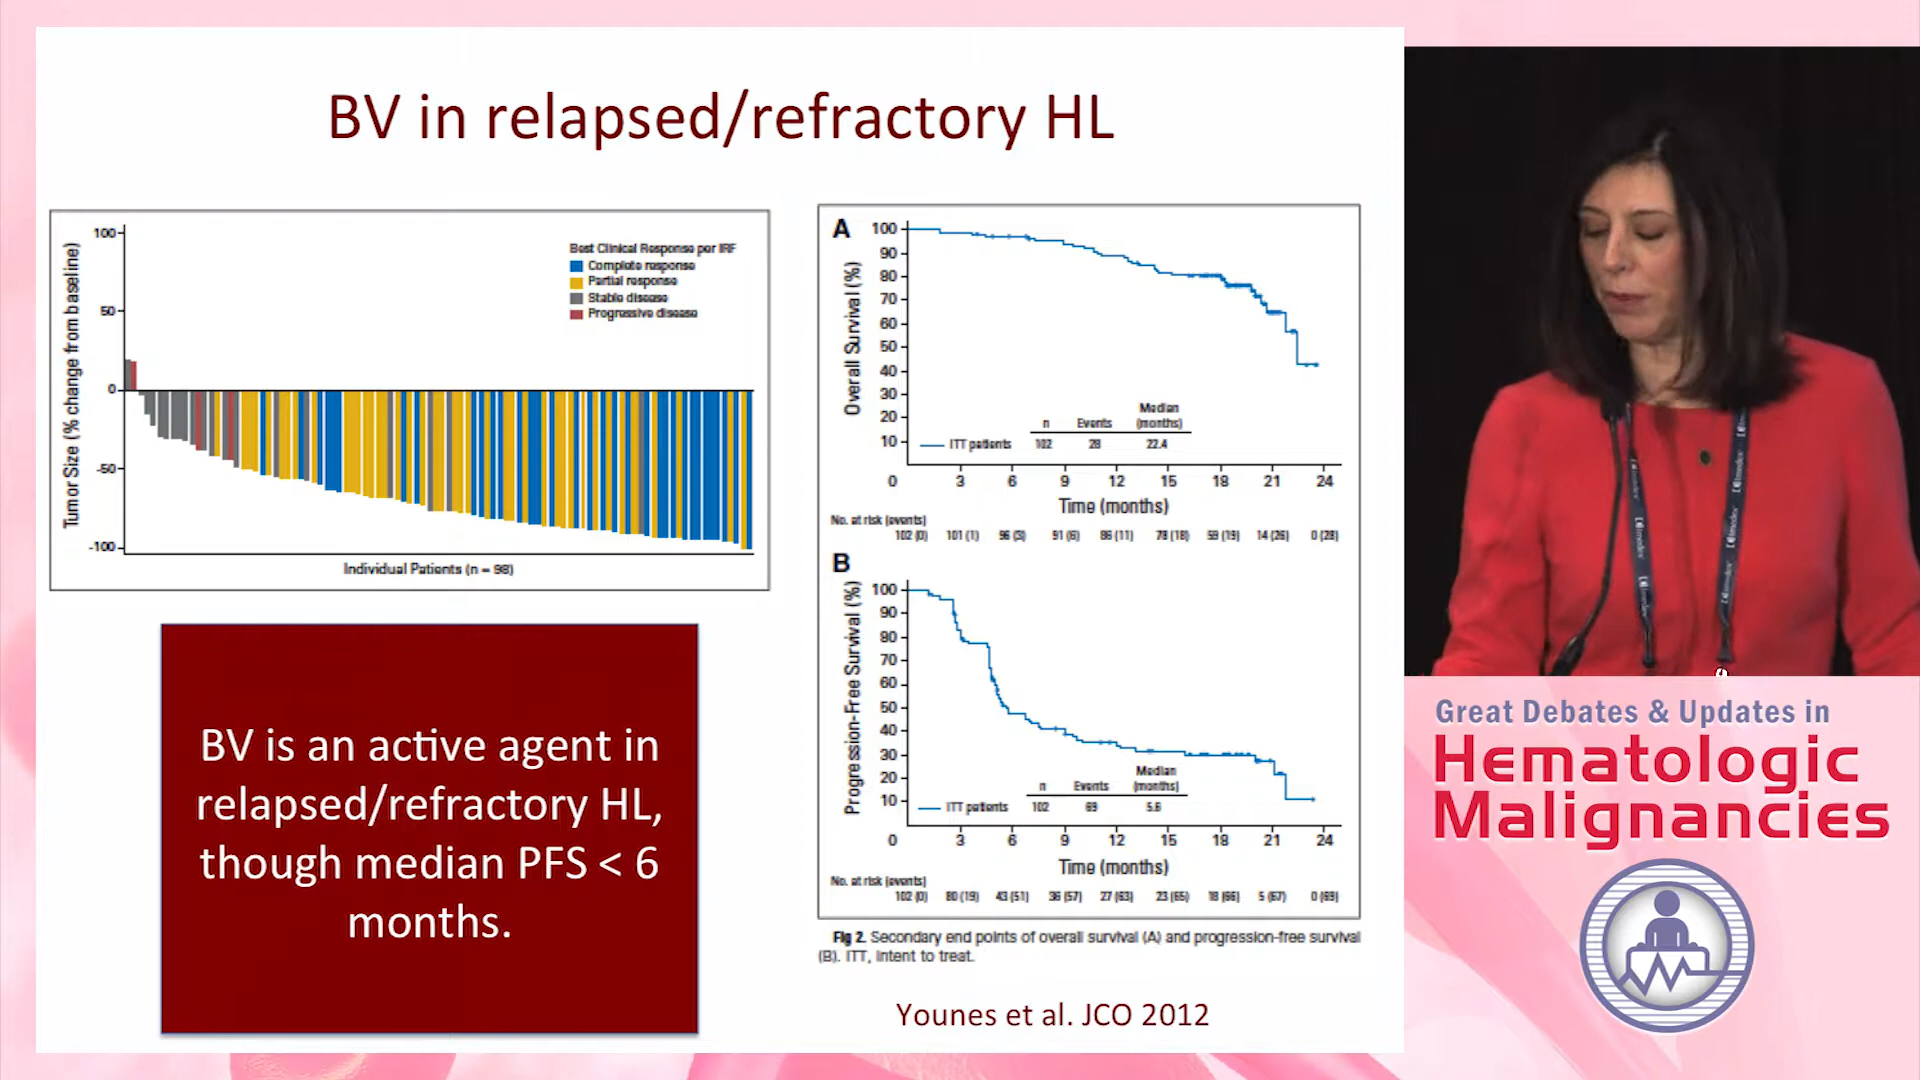 BV in relapsed/refractory HL
Tumor Size (% change from baseline)
100
50
0
-50
-100
Best Clinical Response per IRF
Complete response
Partial response
Stable disease
Progressive disease
Individual Patients (n = 98)
BV is an active agent in
relapsed/refractory HL,
though median PFS < 6
months.
A
Overall Survival (%)
100
90
80
70
60
50
40
30
20
10
n Events Median (months)
ITT patients 102 28 22.4
0 3 6 9 12 15 18 21 24
Time (months)
No. at risk (events)
102 (0) 101 (1) 96 (3) 91 (6) 86 (11) 78 (18) 59 (19) 14 (26) 0 (28)
B
Progression-Free Survival (%)
100
90
80
70
60
50
40
30
20
10
n Events Median (months)
ITT patients 102 69 5.6
0 3 6 9 12 15 18 21 24
Time (months)
No. at risk (events)
102 (0) 80 (19) 43 (51) 36 (57) 27 (63) 23 (65) 18 (66) 5 (67) 0 (69)
Fig 2. Secondary end points of overall survival (A) and progression-free survival
(B). ITT, intent to treat.
Younes et al. JCO 2012
Great Debates & Updates in
Hematologic
Malignancies